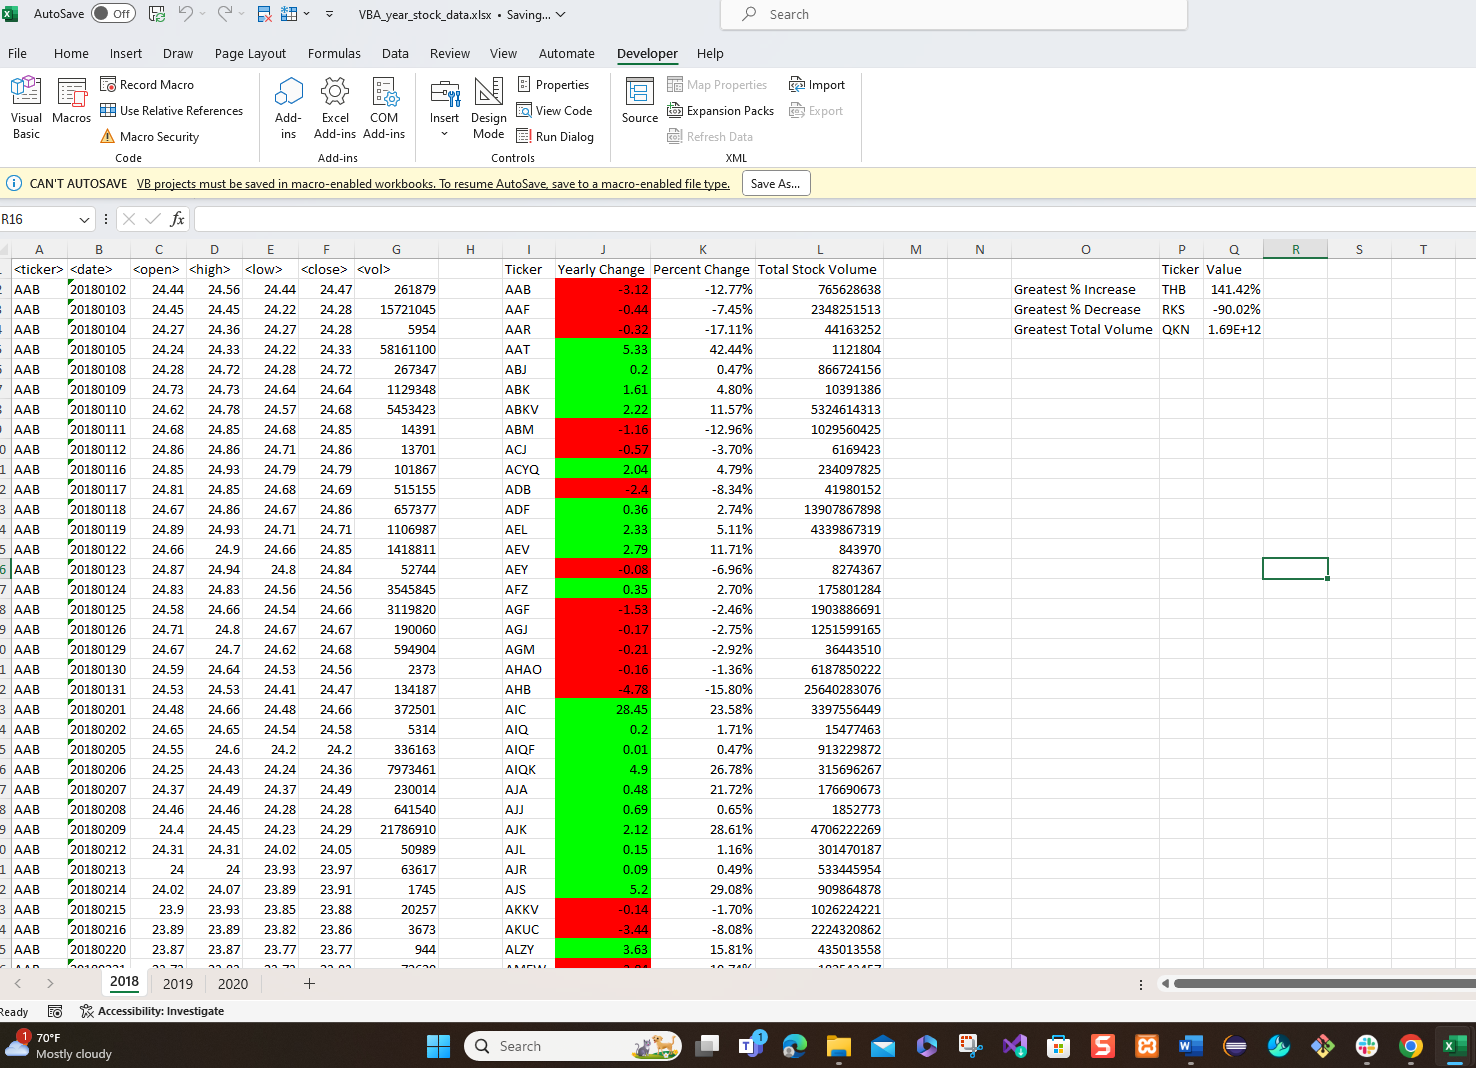 AutoSave Off VBA_year_stock_data.xlsx • Saving... Search
File Home Insert Draw Page Layout Formulas Data Review View Automate Developer Help
Visual Basic
Macros
Record Macro
Use Relative References
Macro Security
Code
Add-ins
Excel Add-ins
COM Add-ins
Add-ins
Insert
Design Mode
Properties
View Code
Run Dialog
Controls
Source
Map Properties
Expansion Packs
Refresh Data
Import
Export
XML
CAN'T AUTOSAVE VB projects must be saved in macro-enabled workbooks. To resume AutoSave, save to a macro-enabled file type. Save As...
R16 fx
A B C D E F G H I J K L M N O P Q R S T
<ticker> <date> <open> <high> <low> <close> <vol> Ticker Yearly Change Percent Change Total Stock Volume Ticker Value
AAB 20180102 24.44 24.56 24.44 24.47 261879 AAB -3.12 -12.77% 765628638 Greatest % Increase THB 141.42%
AAB 20180103 24.45 24.45 24.22 24.28 15721045 AAF -0.44 -7.45% 2348251513 Greatest % Decrease RKS -90.02%
AAB 20180104 24.27 24.36 24.27 24.28 5954 AAR -0.32 -17.11% 44163252 Greatest Total Volume QKN 1.69E+12
AAB 20180105 24.24 24.33 24.22 24.33 58161100 AAT 5.33 42.44% 1121804
AAB 20180108 24.28 24.72 24.28 24.72 267347 ABJ 0.2 0.47% 866724156
AAB 20180109 24.73 24.73 24.64 24.64 1129348 ABK 1.61 4.80% 10391386
AAB 20180110 24.62 24.78 24.57 24.68 5453423 ABKV 2.22 11.57% 5324614313
AAB 20180111 24.68 24.85 24.68 24.85 14391 ABM -1.16 -12.96% 1029560425
AAB 20180112 24.86 24.86 24.71 24.86 13701 ACJ -0.57 -3.70% 6169423
AAB 20180116 24.85 24.93 24.79 24.79 101867 ACYQ 2.04 4.79% 234097825
AAB 20180117 24.81 24.85 24.68 24.69 515155 ADB -2.4 -8.34% 41980152
AAB 20180118 24.67 24.86 24.67 24.86 657377 ADF 0.36 2.74% 13907867898
AAB 20180119 24.89 24.93 24.71 24.71 1106987 AEL 2.33 5.11% 4339867319
AAB 20180122 24.66 24.9 24.66 24.85 1418811 AEV 2.79 11.71% 843970
AAB 20180123 24.87 24.94 24.8 24.84 52744 AEY -0.08 -6.96% 8274367
AAB 20180124 24.83 24.83 24.56 24.56 3545845 AFZ 0.35 2.70% 175801284
AAB 20180125 24.58 24.66 24.54 24.66 3119820 AGF -1.53 -2.46% 1903886691
AAB 20180126 24.71 24.8 24.67 24.67 190060 AGJ -0.17 -2.75% 1251599165
AAB 20180129 24.67 24.7 24.62 24.68 594904 AGM -0.21 -2.92% 36443510
AAB 20180130 24.59 24.64 24.53 24.56 2373 AHAO -0.16 -1.36% 6187850222
AAB 20180131 24.53 24.53 24.41 24.47 134187 AHB -4.78 -15.80% 25640283076
AAB 20180201 24.48 24.66 24.48 24.66 372501 AIC 28.45 23.58% 3397556449
AAB 20180202 24.65 24.65 24.54 24.58 5314 AIQ 0.2 1.71% 15477463
AAB 20180205 24.55 24.6 24.2 24.2 336163 AIQF 0.01 0.47% 913229872
AAB 20180206 24.25 24.43 24.24 24.36 7973461 AIQK 4.9 26.78% 315696267
AAB 20180207 24.37 24.49 24.37 24.49 230014 AJA 0.48 21.72% 176690673
AAB 20180208 24.46 24.46 24.28 24.28 641540 AJJ 0.69 0.65% 1852773
AAB 20180209 24.4 24.45 24.23 24.29 21786910 AJK 2.12 28.61% 4706222269
AAB 20180212 24.31 24.31 24.02 24.05 50989 AJL 0.15 1.16% 301470187
AAB 20180213 24 24 23.93 23.97 63617 AJR 0.09 0.49% 533445954
AAB 20180214 24.02 24.07 23.89 23.91 1745 AJS 5.2 29.08% 909864878
AAB 20180215 23.9 23.93 23.85 23.88 20257 AKKV -0.14 -1.70% 1026224221
AAB 20180216 23.89 23.89 23.82 23.86 3673 AKUC -3.44 -8.08% 2224320862
AAB 20180220 23.87 23.87 23.77 23.77 944 ALZY 3.63 15.81% 435013558
2018 2019 2020
Accessibility: Investigate
1 70°F
Mostly cloudy
Search
1